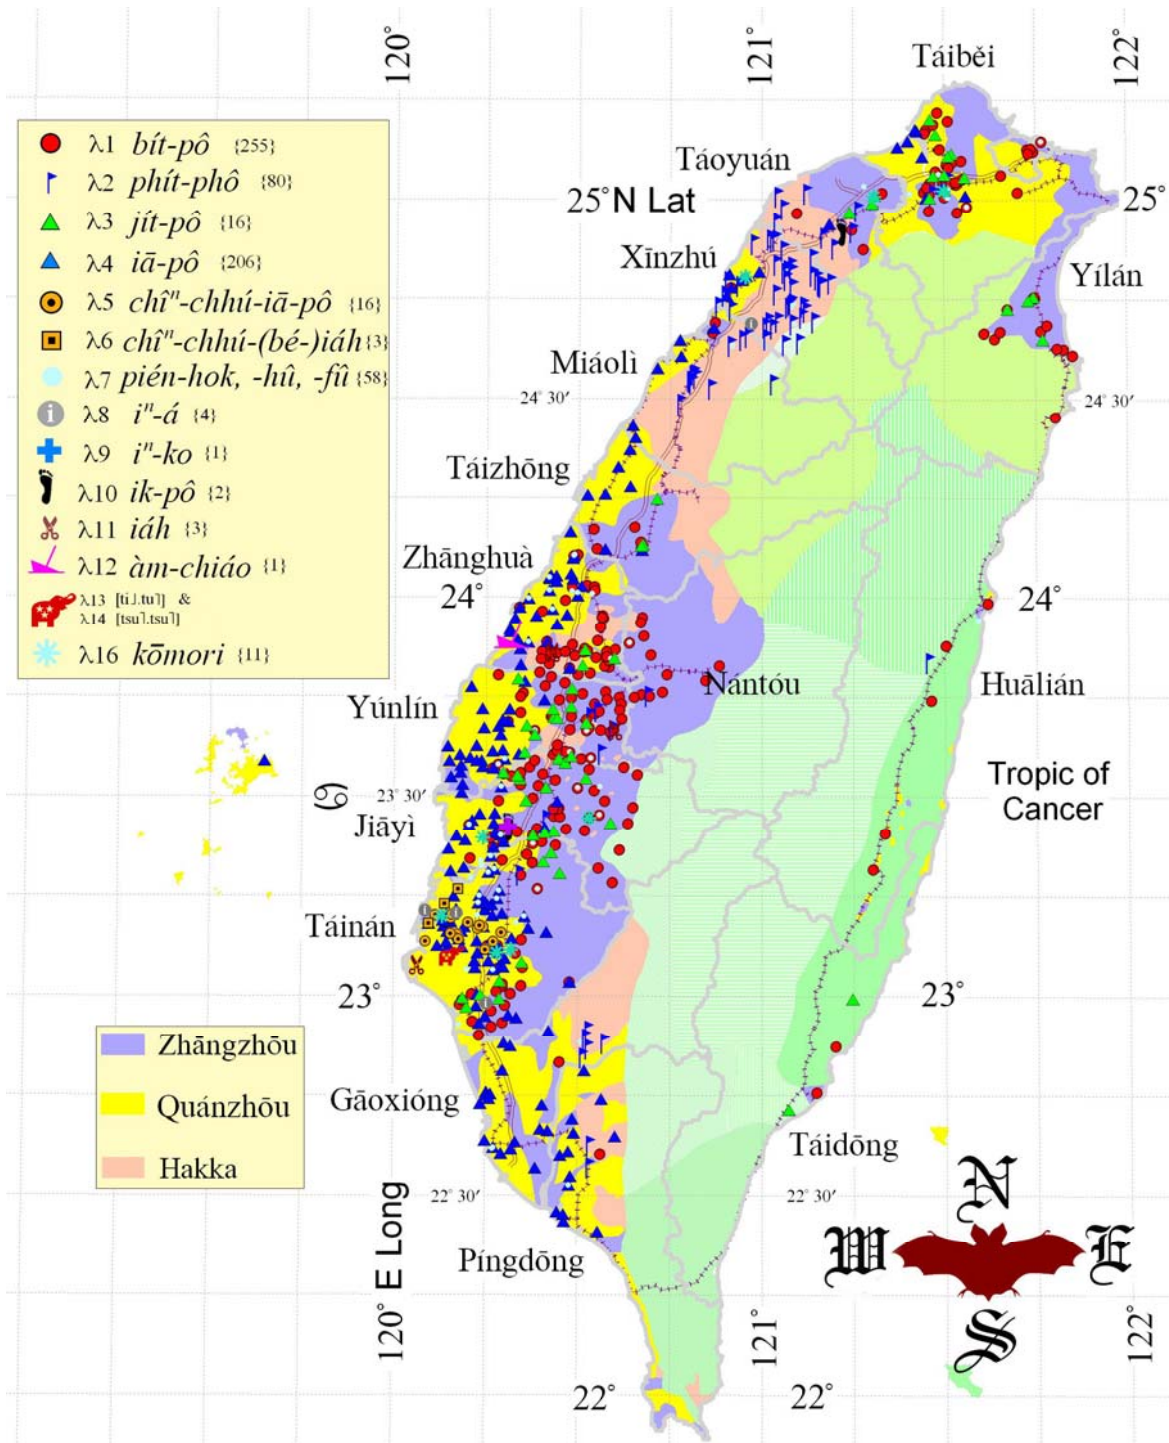 120°
121°
122°
Táiběi
λ1 bít-pô {255}
λ2 phít-phô {80}
λ3 jít-pô {16}
λ4 iā-pô {206}
λ5 chîⁿ-chhú-iā-pô {16}
λ6 chîⁿ-chhú-(bé-)iáh {3}
λ7 pién-hok, -hû, -fû {58}
i
λ8 iⁿ-á {4}
λ9 iⁿ-ko {1}
λ10 ik-pô {2}
λ11 iáh {3}
λ12 àm-chiáo {1}
λ13 [ti˩.tu˥] &
λ14 [tsu˥.tsu˥]
λ16 kōmori {11}
Táoyuán
25° N Lat
25°
Xīnzhú
Yílán
Miáolì
24° 30′
24° 30′
Táizhōng
Zhānghuà
24°
24°
Nántóu
Huālián
Yúnlín
Tropic of
Cancer
♋
23° 30′
Jiāyì
Táinán
23°
23°
Zhāngzhōu
Quánzhōu
Hakka
Gāoxióng
Táidōng
22° 30′
22° 30′
Píngdōng
N
W
E
S
120° E Long
121°
122°
22°
22°